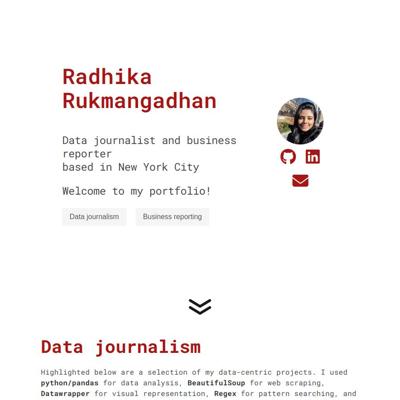 Radhika
Rukmangadhan
Data journalist and business
reporter
based in New York City
Welcome to my portfolio!
Data journalism
Business reporting
Data journalism
Highlighted below are a selection of my data-centric projects. I used
python/pandas for data analysis, BeautifulSoup for web scraping,
Datawrapper for visual representation, Regex for pattern searching, and